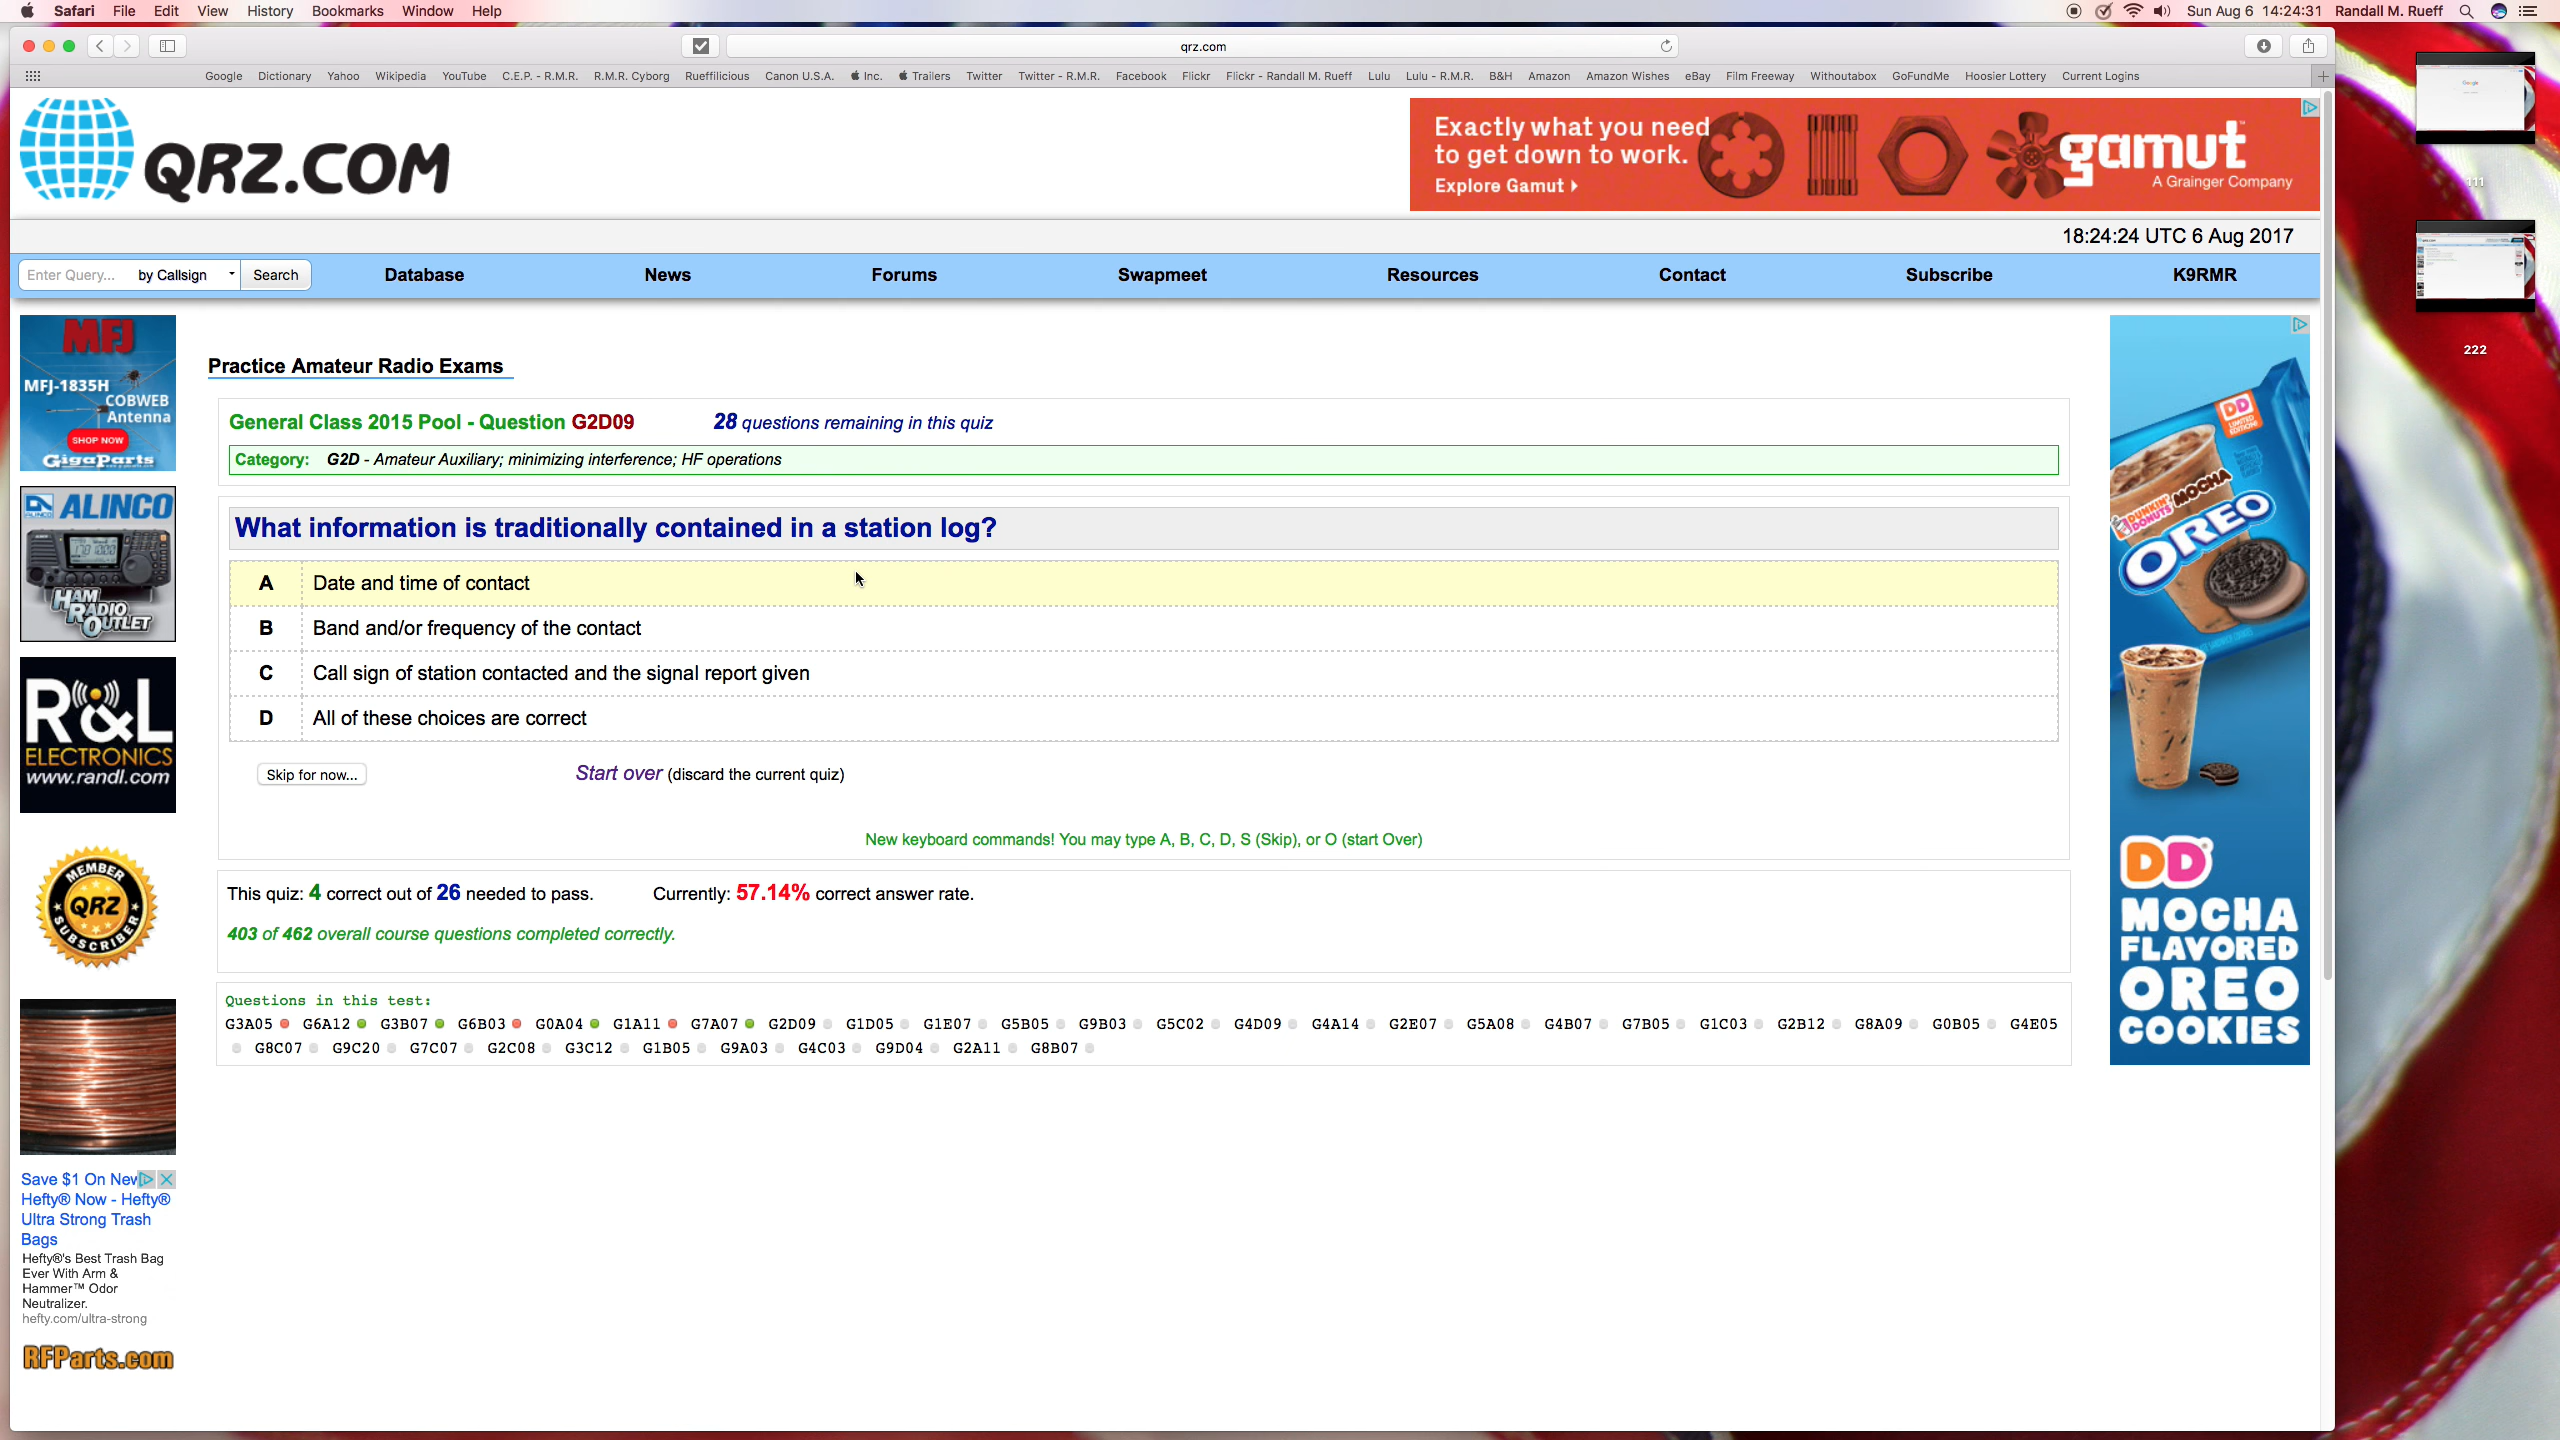 Safari File Edit View History Bookmarks Window Help
Sun Aug 6 14:24:31 Randall M. Rueff
qrz.com
Google Dictionary Yahoo Wikipedia YouTube C.E.P. - R.M.R. R.M.R. Cyborg Rueffilicious Canon U.S.A. Inc. Trailers Twitter Twitter - R.M.R. Facebook Flickr Flickr - Randall M. Rueff Lulu Lulu - R.M.R. B&H Amazon Amazon Wishes eBay Film Freeway Withoutabox GoFundMe Hoosier Lottery Current Logins
QRZ.COM
Exactly what you need
to get down to work.
Explore Gamut
gamut
A Grainger Company
111
222
18:24:24 UTC 6 Aug 2017
Enter Query... by Callsign Search Database News Forums Swapmeet Resources Contact Subscribe K9RMR
MFJ
MFJ-1835H
COBWEB
Antenna
SHOP NOW
GigaParts
ALINCO
HAM
RADIO
OUTLET
R&L
ELECTRONICS
www.randl.com
MEMBER
QRZ
SUBSCRIBER
Save $1 On New
Hefty® Now - Hefty®
Ultra Strong Trash
Bags
Hefty®'s Best Trash Bag
Ever With Arm &
Hammer™ Odor
Neutralizer.
hefty.com/ultra-strong
RFParts.com
Practice Amateur Radio Exams
General Class 2015 Pool - Question G2D09 28 questions remaining in this quiz
Category: G2D - Amateur Auxiliary; minimizing interference; HF operations
What information is traditionally contained in a station log?
A Date and time of contact
B Band and/or frequency of the contact
C Call sign of station contacted and the signal report given
D All of these choices are correct
Skip for now... Start over (discard the current quiz)
New keyboard commands! You may type A, B, C, D, S (Skip), or O (start Over)
This quiz: 4 correct out of 26 needed to pass. Currently: 57.14% correct answer rate.
403 of 462 overall course questions completed correctly.
Questions in this test:
G3A05 G6A12 G3B07 G6B03 G0A04 G1A11 G7A07 G2D09 G1D05 G1E07 G5B05 G9B03 G5C02 G4D09 G4A14 G2E07 G5A08 G4B07 G7B05 G1C03 G2B12 G8A09 G0B05 G4E05
G8C07 G9C20 G7C07 G2C08 G3C12 G1B05 G9A03 G4C03 G9D04 G2A11 G8B07
DD
LIMITED
EDITION!
DUNKIN'
DONUTS
MOCHA
OREO
DD
MOCHA
FLAVORED
OREO
COOKIES